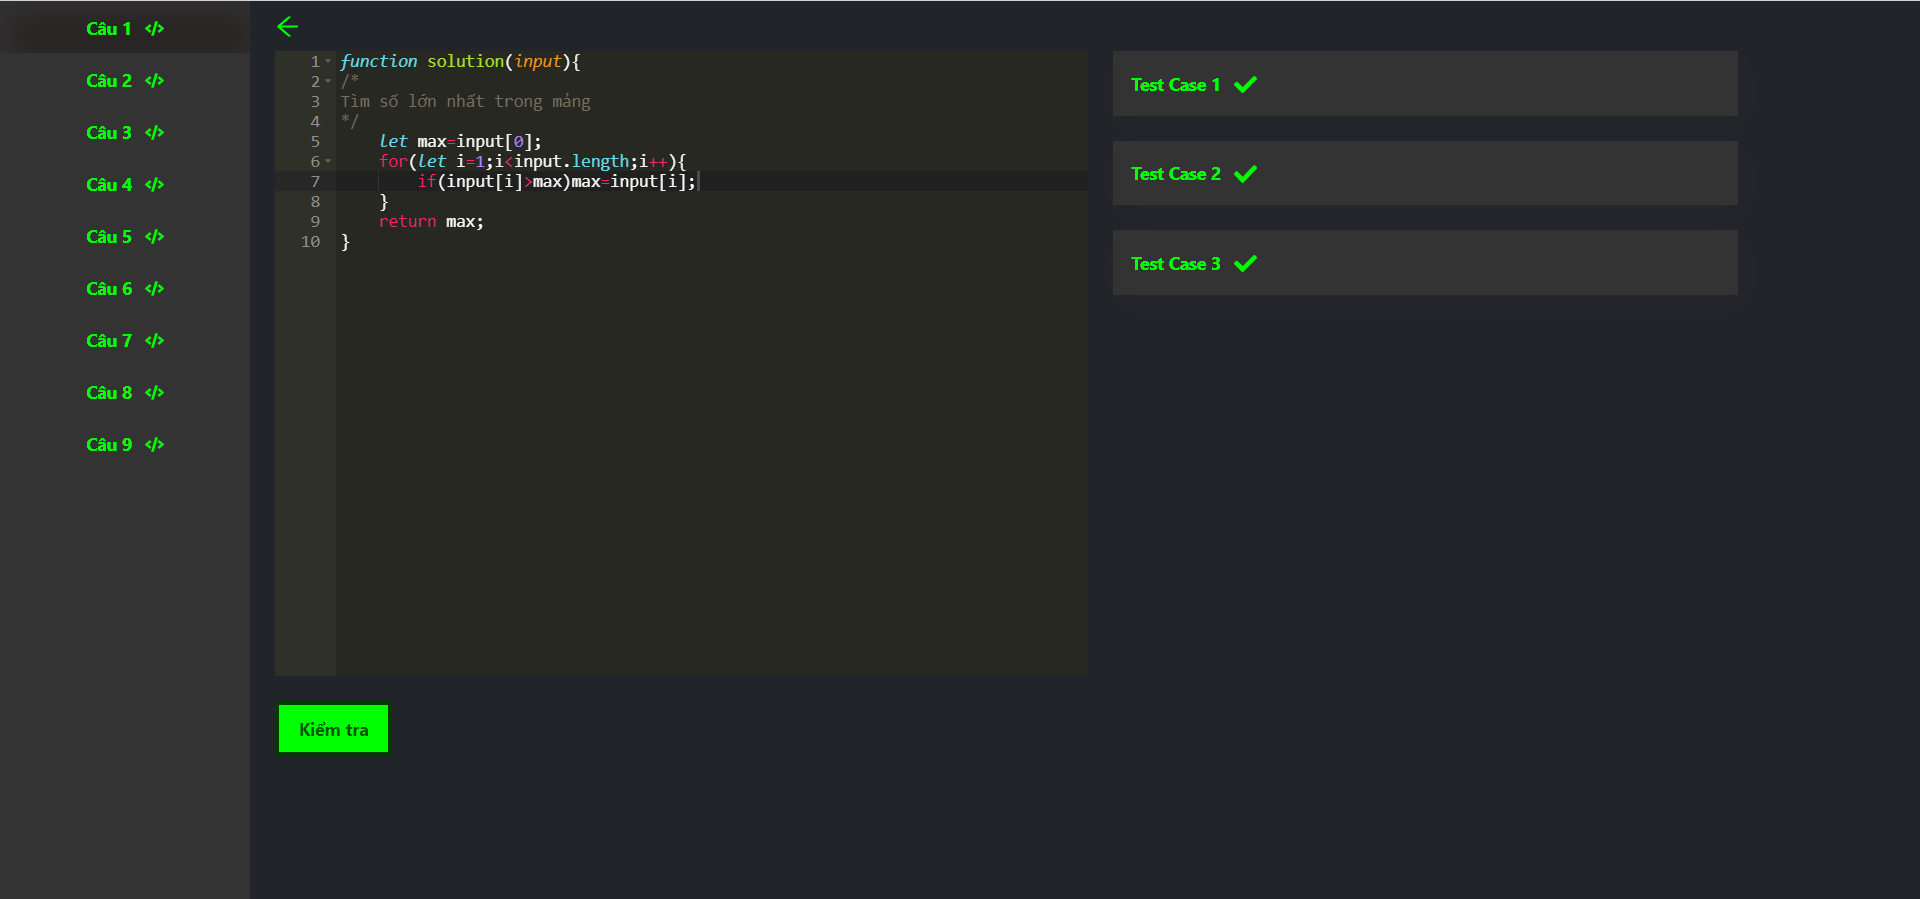 Câu 1 </>
Câu 2 </>
Câu 3 </>
Câu 4 </>
Câu 5 </>
Câu 6 </>
Câu 7 </>
Câu 8 </>
Câu 9 </>
1 function solution(input){
2 /*
3 Tìm số lớn nhất trong mảng
4 */
5     let max=input[0];
6     for(let i=1;i<input.length;i++){
7         if(input[i]>max)max=input[i];
8     }
9     return max;
10 }
Kiểm tra
Test Case 1
Test Case 2
Test Case 3